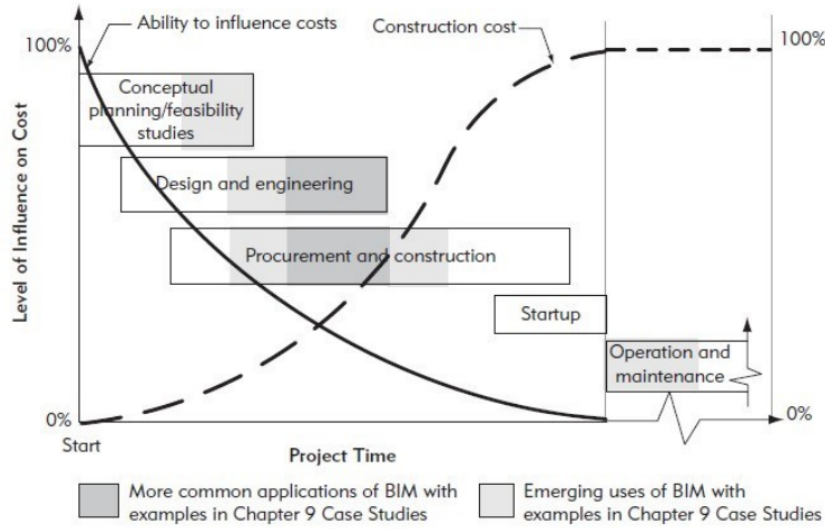 Ability to influence costs
Construction cost
100%
100%
Conceptual
planning/feasibility
studies
Design and engineering
Procurement and construction
Startup
Operation and
maintenance
Level of Influence on Cost
0%
0%
Start
Project Time
More common applications of BIM with
examples in Chapter 9 Case Studies
Emerging uses of BIM with
examples in Chapter 9 Case Studies